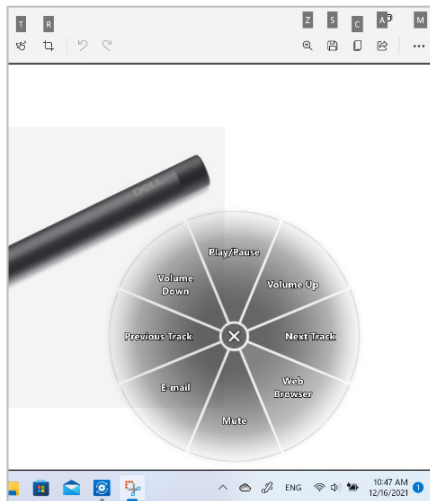 T R Z S C A M
DELL
Play/Pause
Volume
Down
Volume Up
Previous Track
Next Track
E-mail
Web
Browser
Mute
ENG
10:47 AM
12/16/2021
1